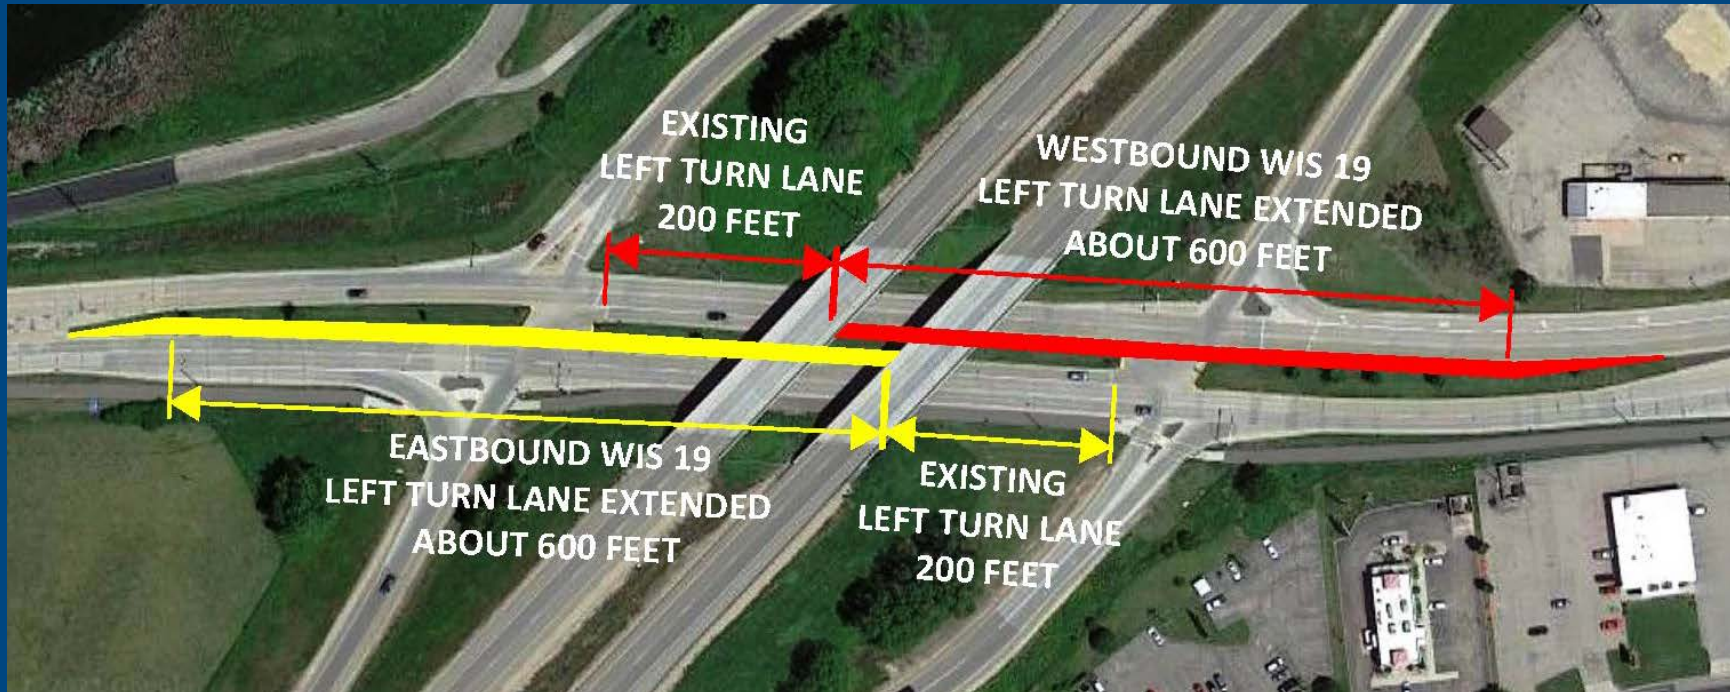 EXISTING
LEFT TURN LANE
200 FEET
WESTBOUND WIS 19
LEFT TURN LANE EXTENDED
ABOUT 600 FEET
EASTBOUND WIS 19
LEFT TURN LANE EXTENDED
ABOUT 600 FEET
EXISTING
LEFT TURN LANE
200 FEET